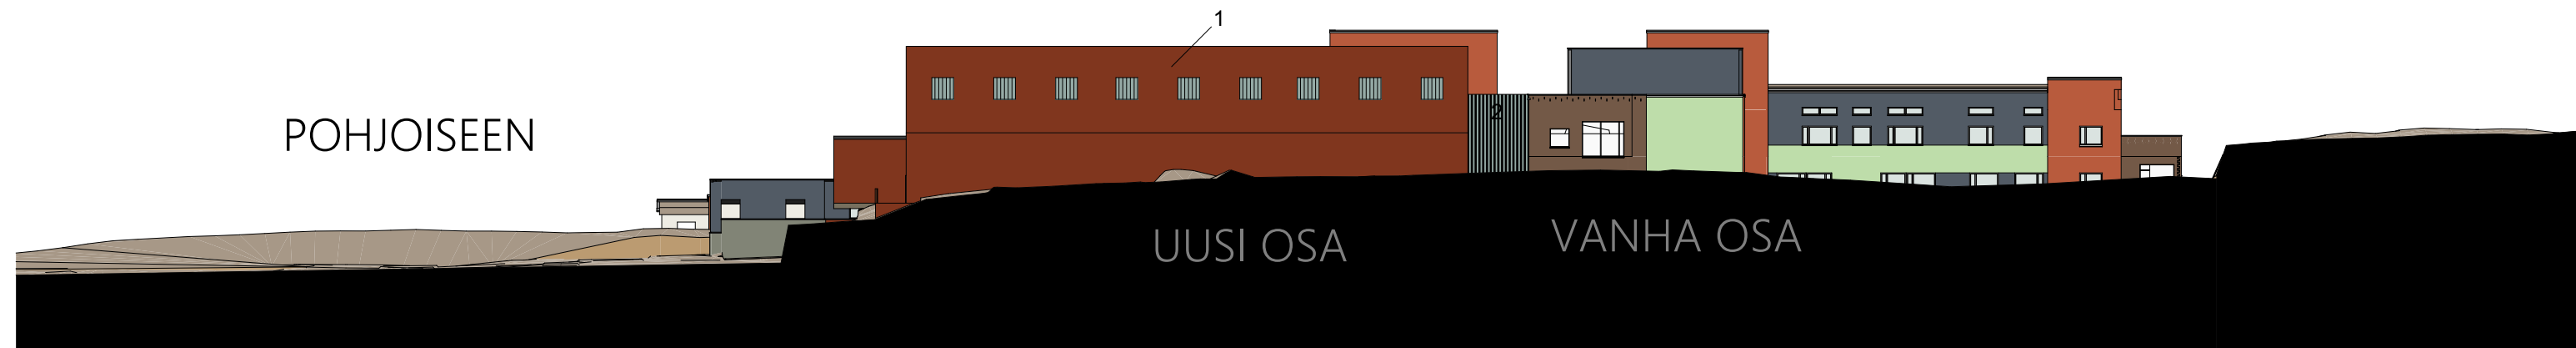 1
2
POHJOISEEN
UUSI OSA
VANHA OSA